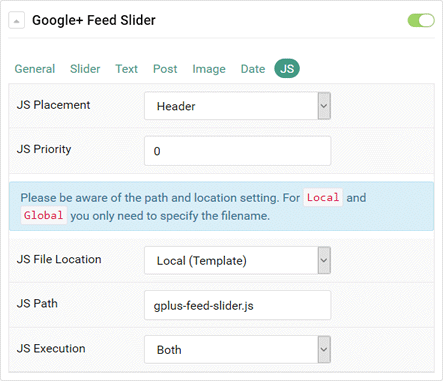 Google+ Feed Slider
General Slider Text Post Image Date JS
JS Placement Header
JS Priority 0
Please be aware of the path and location setting. For Local and
Global you only need to specify the filename.
JS File Location Local (Template)
JS Path gplus-feed-slider.js
JS Execution Both